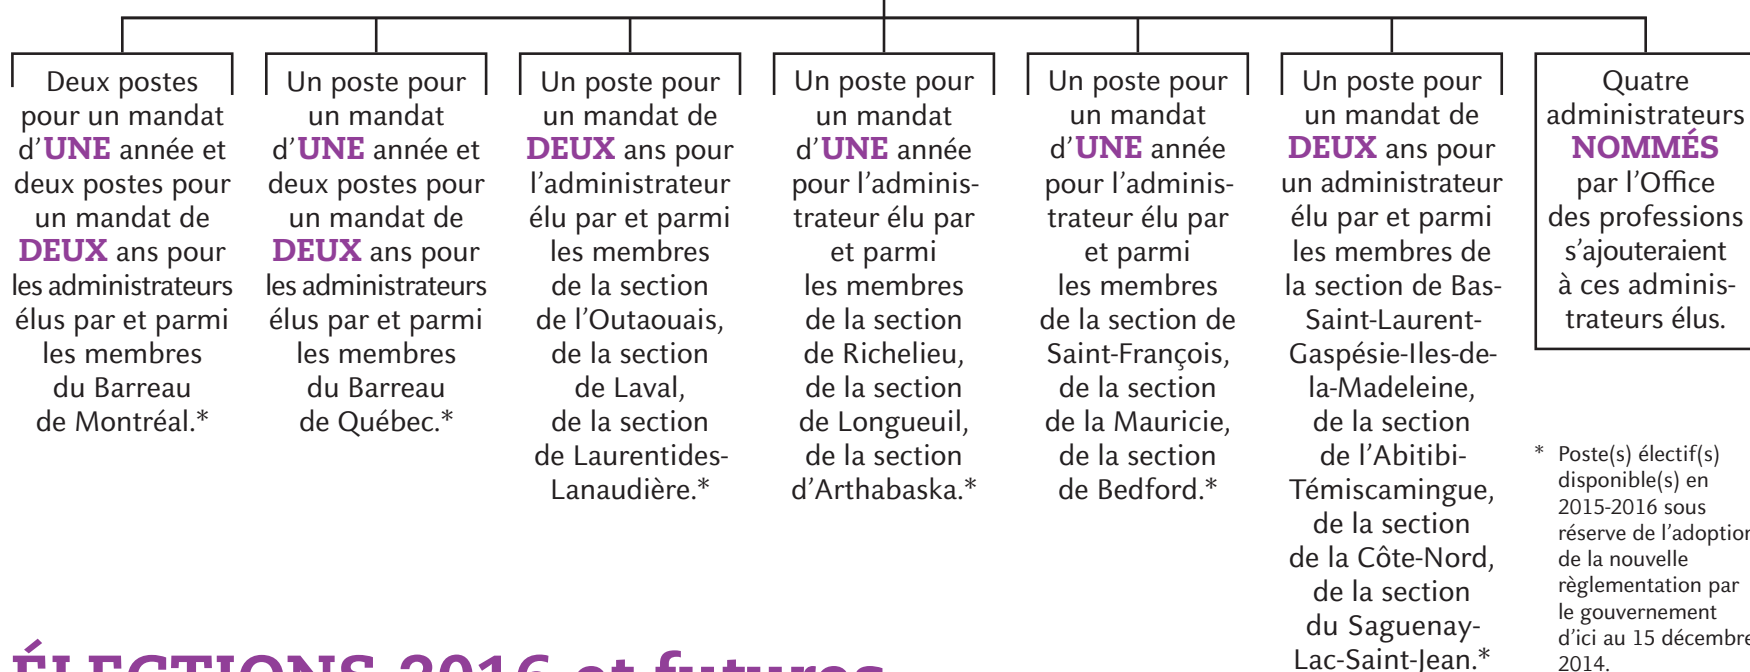 Deux postes
pour un mandat
d'UNE année et
deux postes pour
un mandat de
DEUX ans pour
les administrateurs
élus par et parmi
les membres
du Barreau
de Montréal.*
Un poste pour
un mandat
d'UNE année et
deux postes pour
un mandat de
DEUX ans pour
les administrateurs
élus par et parmi
les membres
du Barreau
de Québec.*
Un poste pour
un mandat de
DEUX ans pour
l'administrateur
élu par et parmi
les membres
de la section
de l'Outaouais,
de la section
de Laval,
de la section
de Laurentides-
Lanaudière.*
Un poste pour
un mandat
d'UNE année
pour l'adminis-
trateur élu par
et parmi
les membres
de la section
de Richelieu,
de la section
de Longueuil,
de la section
d'Arthabaska.*
Un poste pour
un mandat
d'UNE année
pour l'adminis-
trateur élu par
et parmi
les membres
de la section de
Saint-François,
de la section
de la Mauricie,
de la section
de Bedford.*
Un poste pour
un mandat de
DEUX ans pour
un administrateur
élu par et parmi
les membres de
la section de Bas-
Saint-Laurent-
Gaspésie-Iles-de-
la-Madeleine,
de la section
de l'Abitibi-
Témiscamingue,
de la section
de la Côte-Nord,
de la section
du Saguenay-
Lac-Saint-Jean.*
Quatre
administrateurs
NOMMÉS
par l'Office
des professions
s'ajouteraient
à ces adminis-
trateurs élus.
* Poste(s) électif(s)
disponible(s) en
2015-2016 sous
réserve de l'adoption
de la nouvelle
règlementation par
le gouvernement
d'ici au 15 décembre
2014.
ÉLECTIONS 2016 et futures